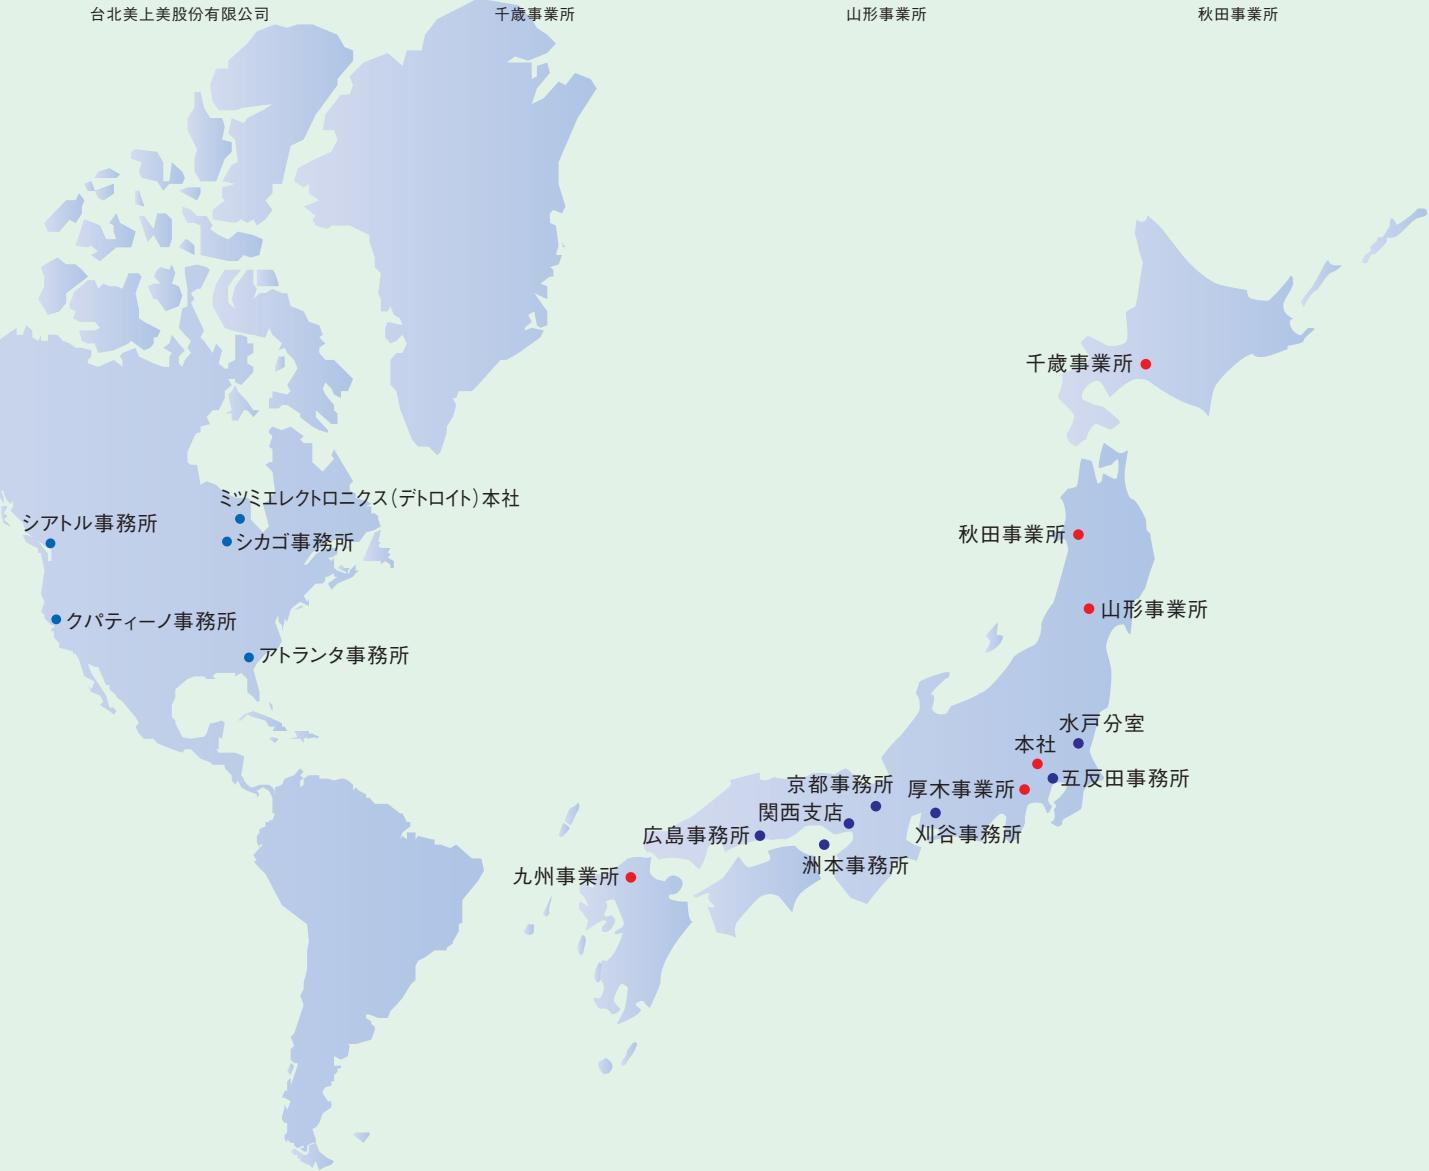 台北美上美股份有限公司
千歳事業所
山形事業所
秋田事業所
千歳事業所
ミツミエレクトロニクス(デトロイト)本社
シアトル事務所
シカゴ事務所
秋田事業所
山形事業所
クパティーノ事務所
アトランタ事務所
水戸分室
本社
五反田事務所
京都事務所
厚木事業所
関西支店
広島事務所
刈谷事務所
洲本事務所
九州事業所